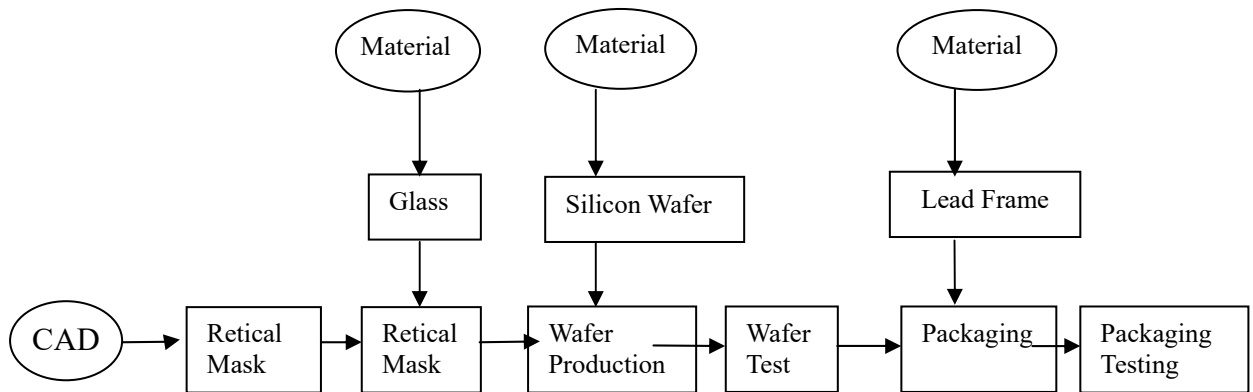 Material
Material
Material
Glass
Silicon Wafer
Lead Frame
CAD
Retical
Mask
Retical
Mask
Wafer
Production
Wafer
Test
Packaging
Packaging
Testing